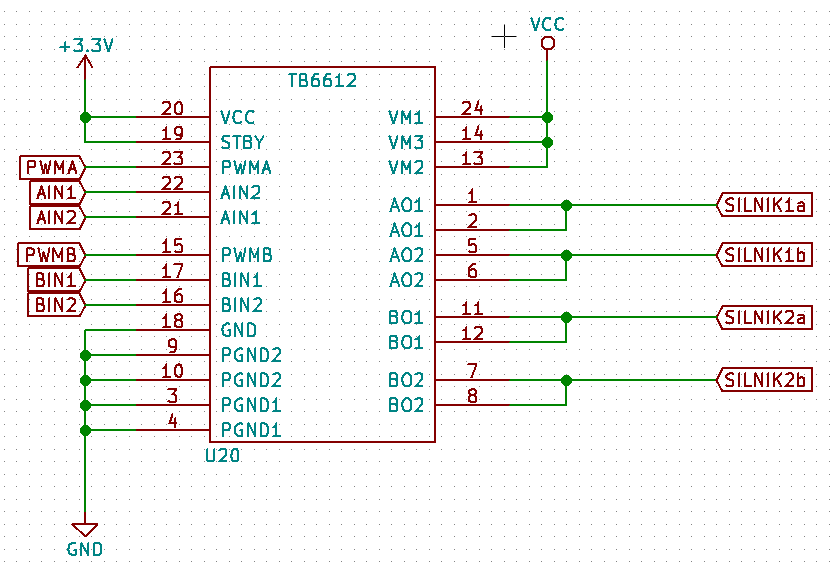 VCC
+3.3V
TB6612
20 VCC VM1 24
19 STBY VM3 14
PWMA 23 PWMA VM2 13
AIN1 22 AIN2 AO1 1 SILNIK1a
AIN2 21 AIN1 AO1 2
PWMB 15 PWMB AO2 5 SILNIK1b
BIN1 17 BIN1 AO2 6
BIN2 16 BIN2 BO1 11 SILNIK2a
18 GND BO1 12
9 PGND2
10 PGND2 BO2 7 SILNIK2b
3 PGND1 BO2 8
4 PGND1
U20
GND